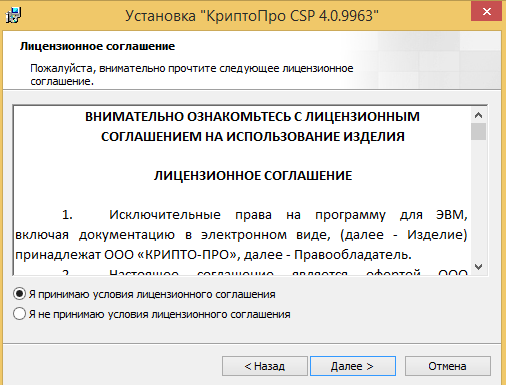 Установка "КриптоПро CSP 4.0.9963"
Лицензионное соглашение
Пожалуйста, внимательно прочтите следующее лицензионное
соглашение.
ВНИМАТЕЛЬНО ОЗНАКОМЬТЕСЬ С ЛИЦЕНЗИОННЫМ
СОГЛАШЕНИЕМ НА ИСПОЛЬЗОВАНИЕ ИЗДЕЛИЯ
ЛИЦЕНЗИОННОЕ СОГЛАШЕНИЕ
1. Исключительные права на программу для ЭВМ,
включая документацию в электронном виде, (далее - Изделие)
принадлежат ООО «КРИПТО-ПРО», далее - Правообладатель.
2. Настоящее соглашение является офертой ООО
Я принимаю условия лицензионного соглашения
Я не принимаю условия лицензионного соглашения
< Назад
Далее >
Отмена